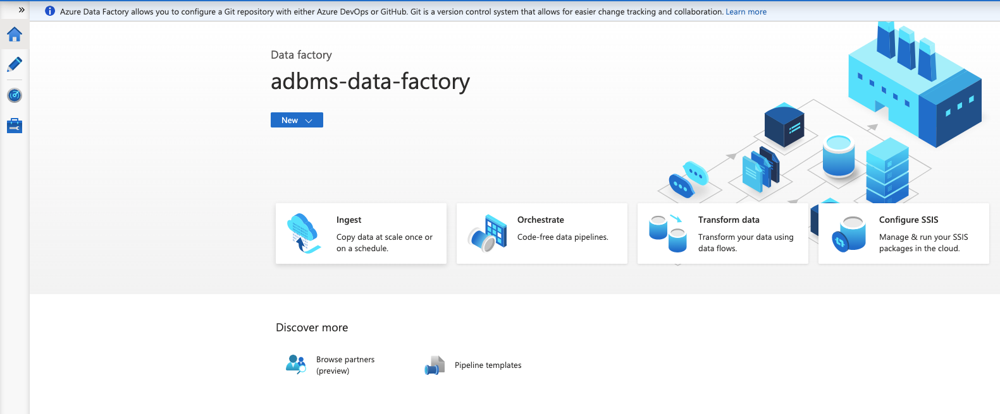 Azure Data Factory allows you to configure a Git repository with either Azure DevOps or GitHub. Git is a version control system that allows for easier change tracking and collaboration. Learn more
Data factory
adbms-data-factory
New
Ingest
Copy data at scale once or
on a schedule.
Orchestrate
Code-free data pipelines.
Transform data
Transform your data using
data flows.
Configure SSIS
Manage & run your SSIS
packages in the cloud.
Discover more
Browse partners
(preview)
Pipeline templates